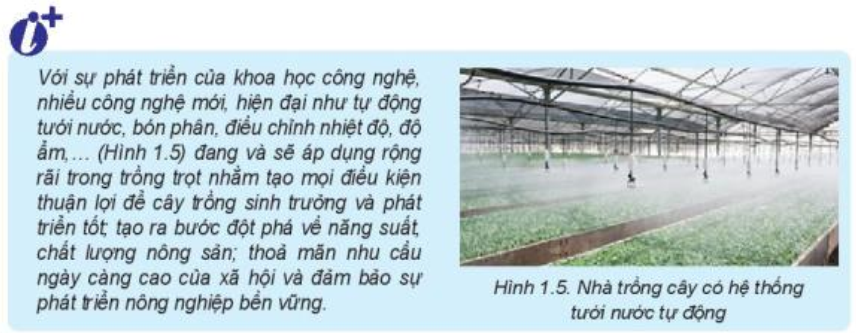 i+
Với sự phát triển của khoa học công nghệ,
nhiều công nghệ mới, hiện đại như tự động
tưới nước, bón phân, điều chỉnh nhiệt độ, độ
ẩm,… (Hình 1.5) đang và sẽ áp dụng rộng
rãi trong trồng trọt nhằm tạo mọi điều kiện
thuận lợi để cây trồng sinh trưởng và phát
triển tốt; tạo ra bước đột phá về năng suất,
chất lượng nông sản; thoả mãn nhu cầu
ngày càng cao của xã hội và đảm bảo sự
phát triển nông nghiệp bền vững.
Hình 1.5. Nhà trồng cây có hệ thống
tưới nước tự động